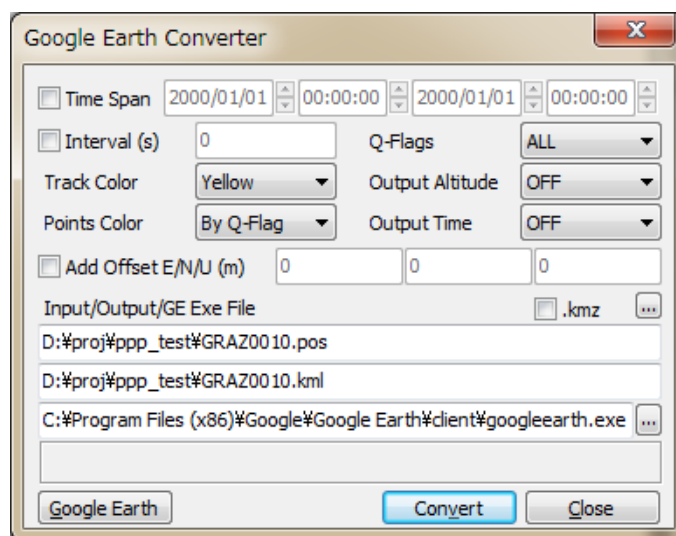 Google Earth Converter
Time Span 2000/01/01 00:00:00 2000/01/01 00:00:00
Interval (s) 0 Q-Flags ALL
Track Color Yellow Output Altitude OFF
Points Color By Q-Flag Output Time OFF
Add Offset E/N/U (m) 0 0 0
Input/Output/GE Exe File .kmz ...
D:¥proj¥ppp_test¥GRAZ0010.pos
D:¥proj¥ppp_test¥GRAZ0010.kml
C:¥Program Files (x86)¥Google¥Google Earth¥client¥googleearth.exe ...
Google Earth Convert Close